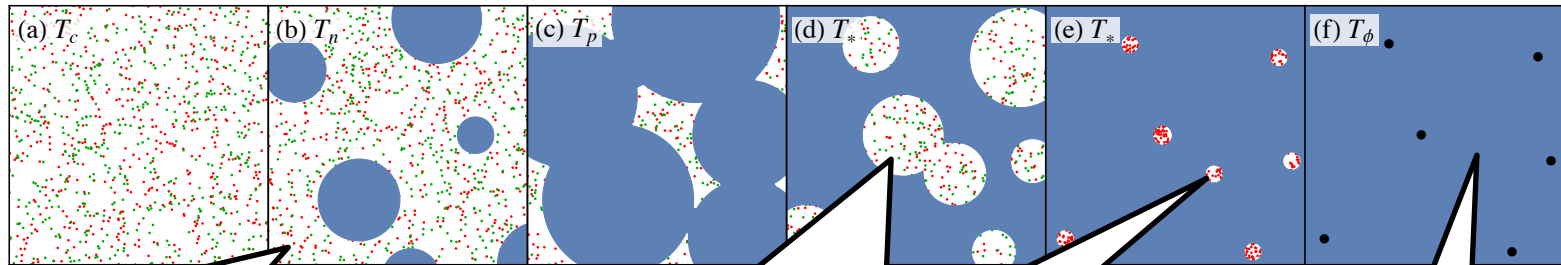 (a) T_c
(b) T_n
(c) T_p
(d) T_*
(e) T_*
(f) T_ϕ